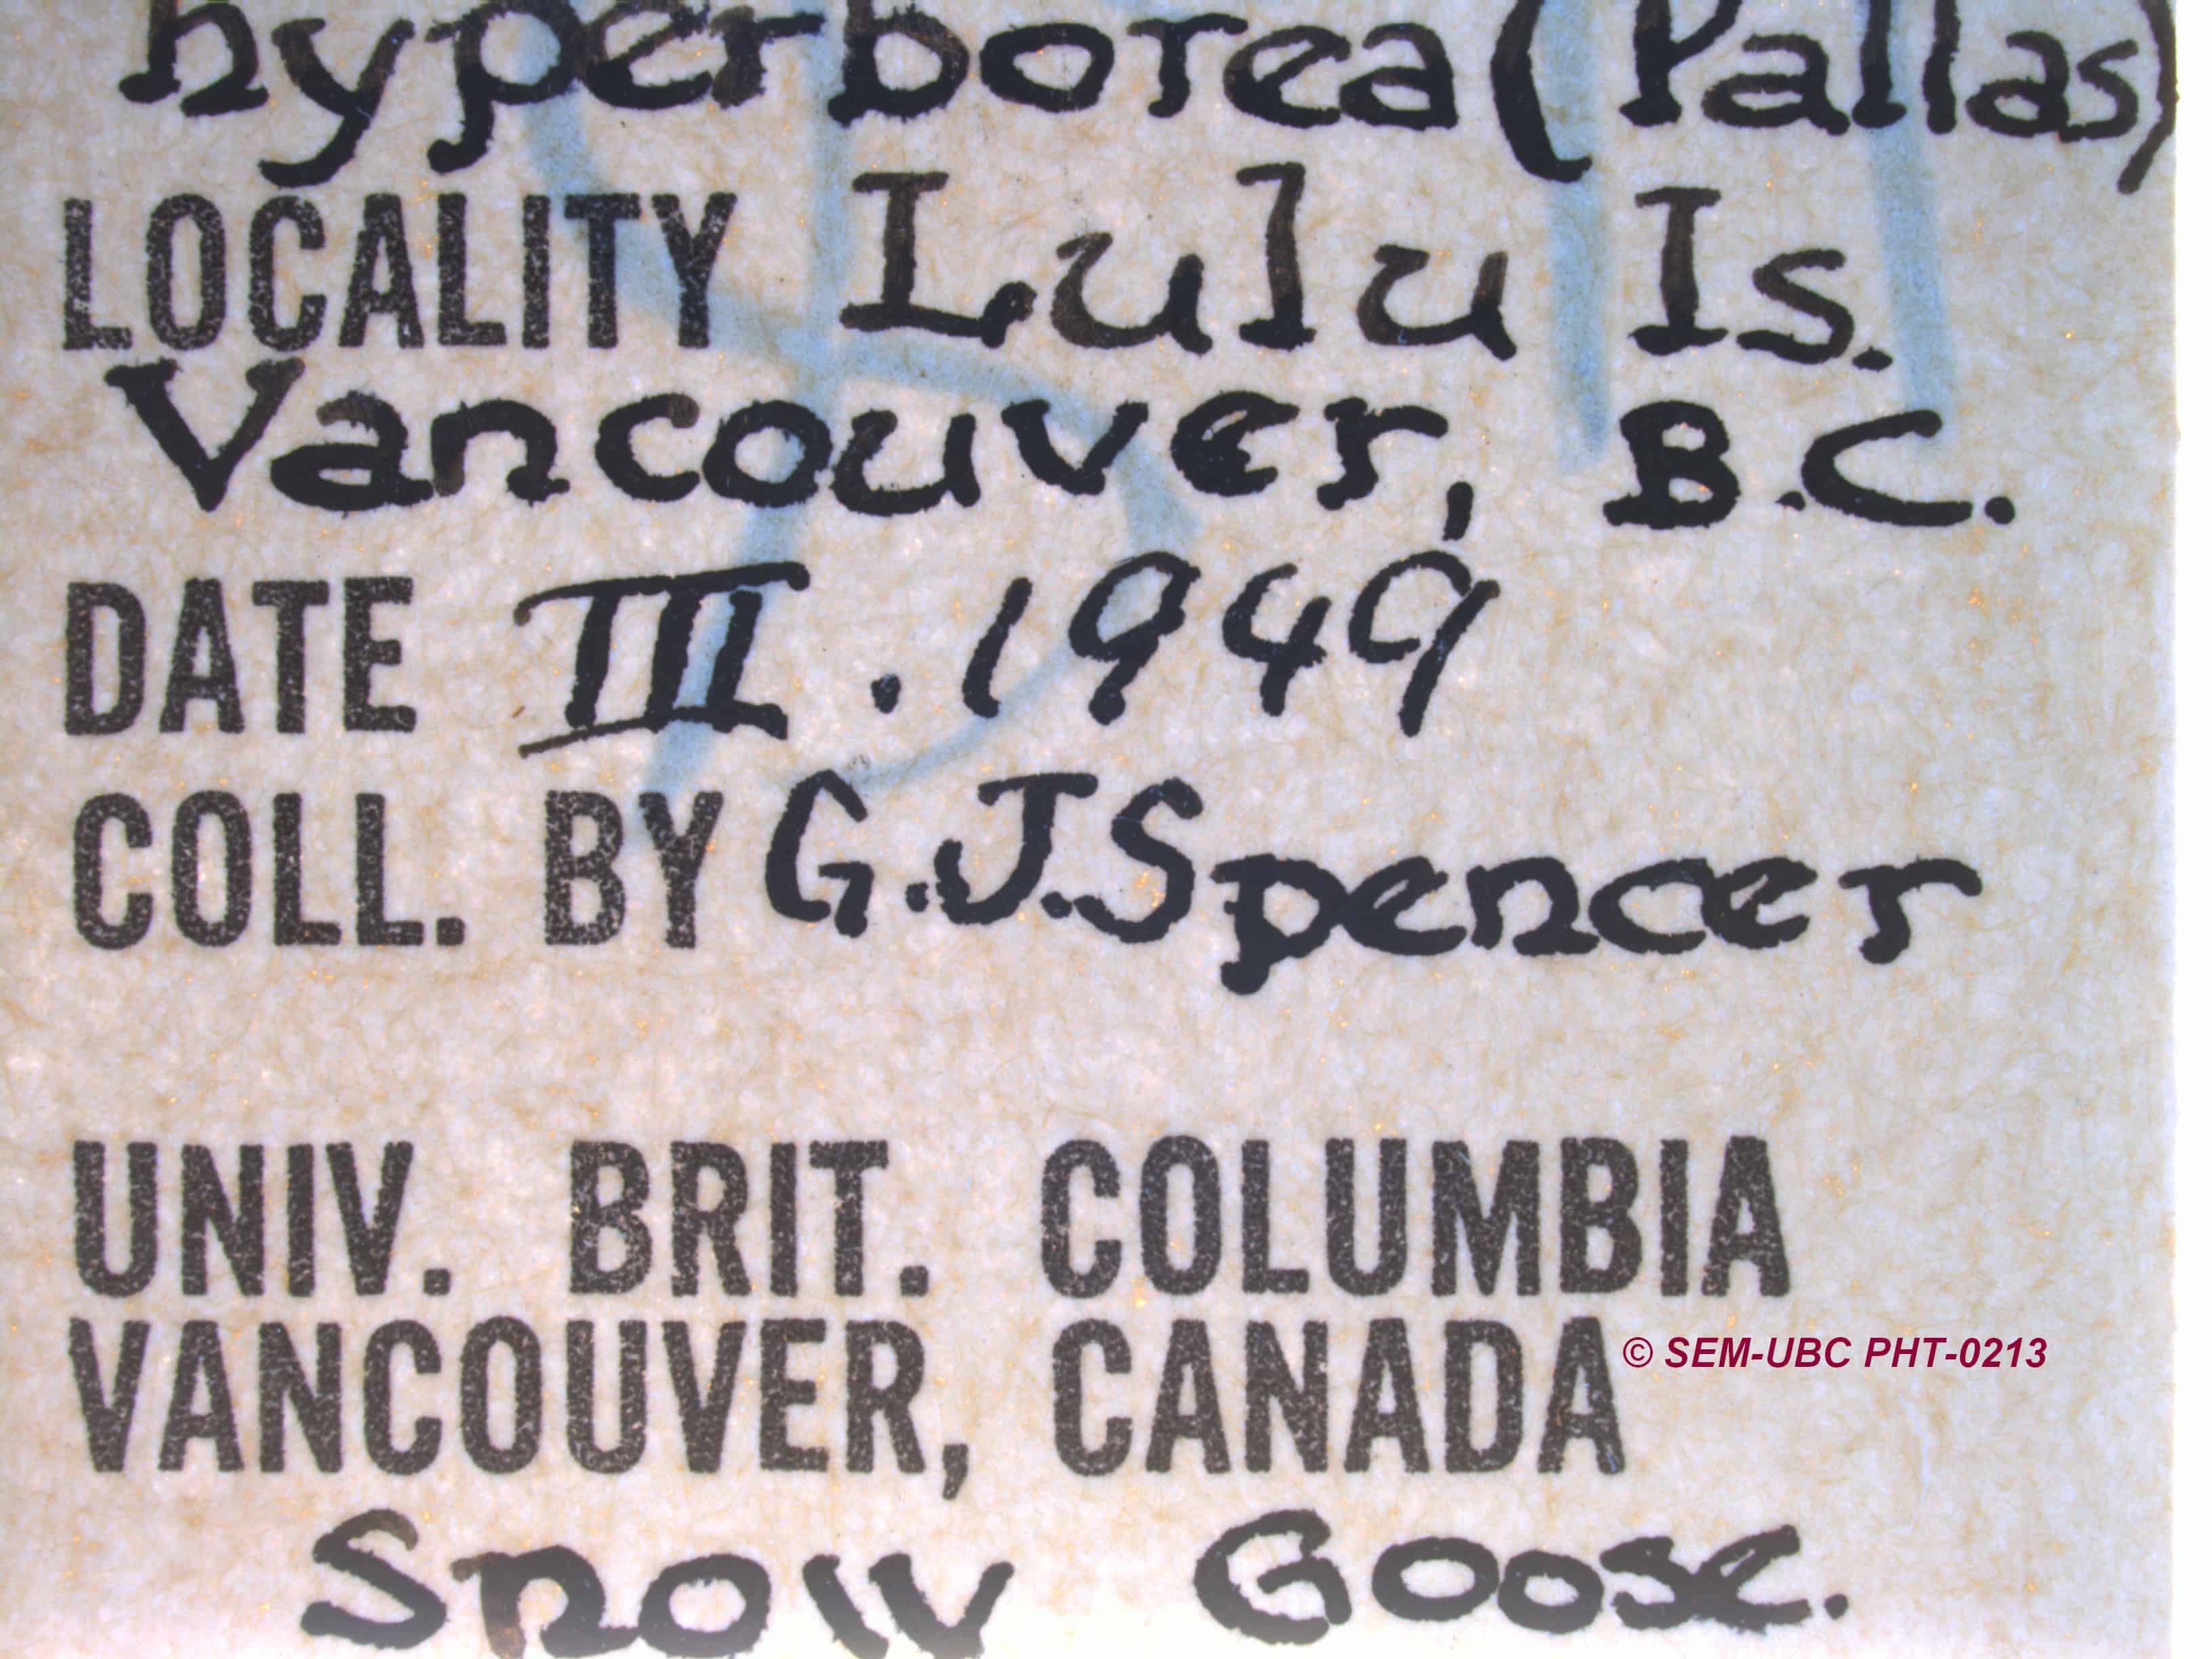 hyperborea (Pallas)
LOCALITY Lulu Is.
Vancouver, B.C.
DATE III. 1949
COLL. BY G.J.Spencer
UNIV. BRIT. COLUMBIA
VANCOUVER, CANADA
© SEM-UBC PHT-0213
Snow Goose.